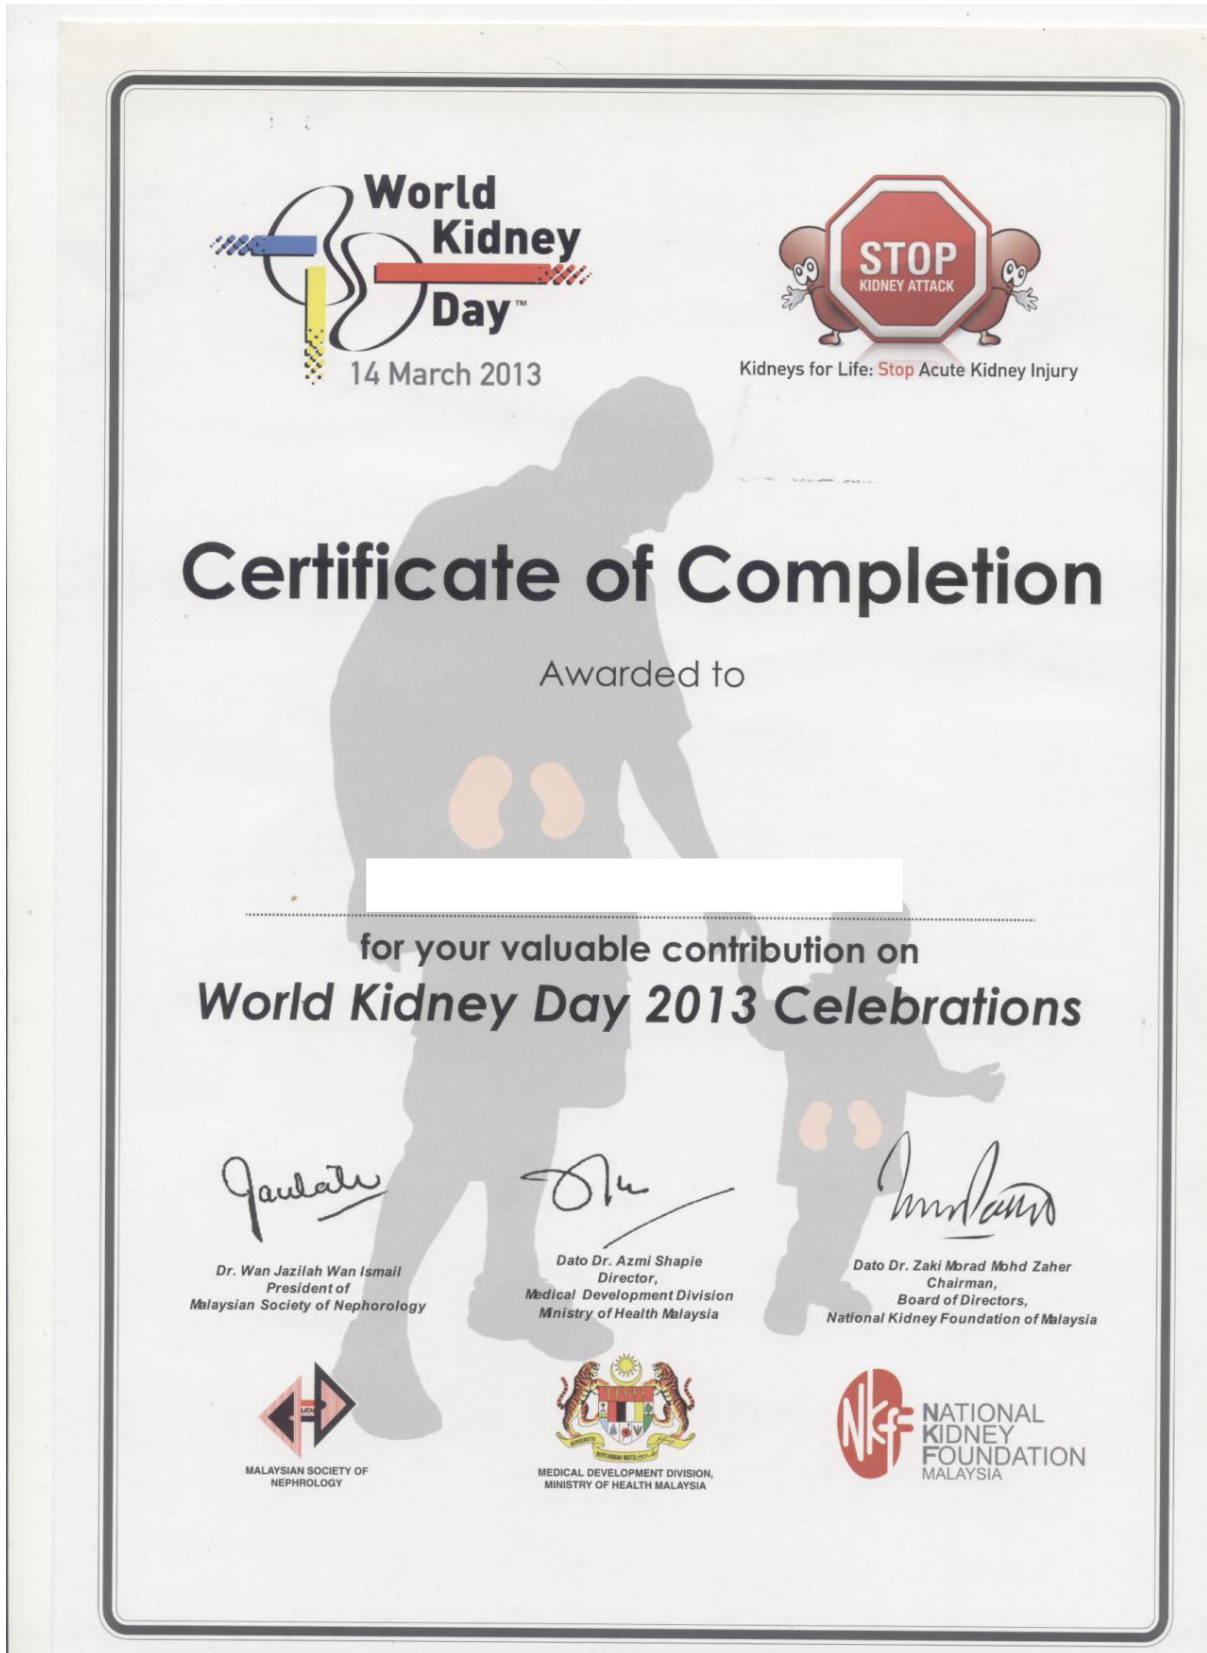 World
Kidney
Day™
14 March 2013
STOP
KIDNEY ATTACK
Kidneys for Life: Stop Acute Kidney Injury
Certificate of Completion
Awarded to
for your valuable contribution on
World Kidney Day 2013 Celebrations
Dr. Wan Jazilah Wan Ismail
President of
Malaysian Society of Nephorology
Dato Dr. Azmi Shapie
Director,
Medical Development Division
Ministry of Health Malaysia
Dato Dr. Zaki Morad Mohd Zaher
Chairman,
Board of Directors,
National Kidney Foundation of Malaysia
MALAYSIAN SOCIETY OF
NEPHROLOGY
BERSEKUTU BERTAMBAH MUTU
MEDICAL DEVELOPMENT DIVISION,
MINISTRY OF HEALTH MALAYSIA
NKF
NATIONAL
KIDNEY
FOUNDATION
MALAYSIA